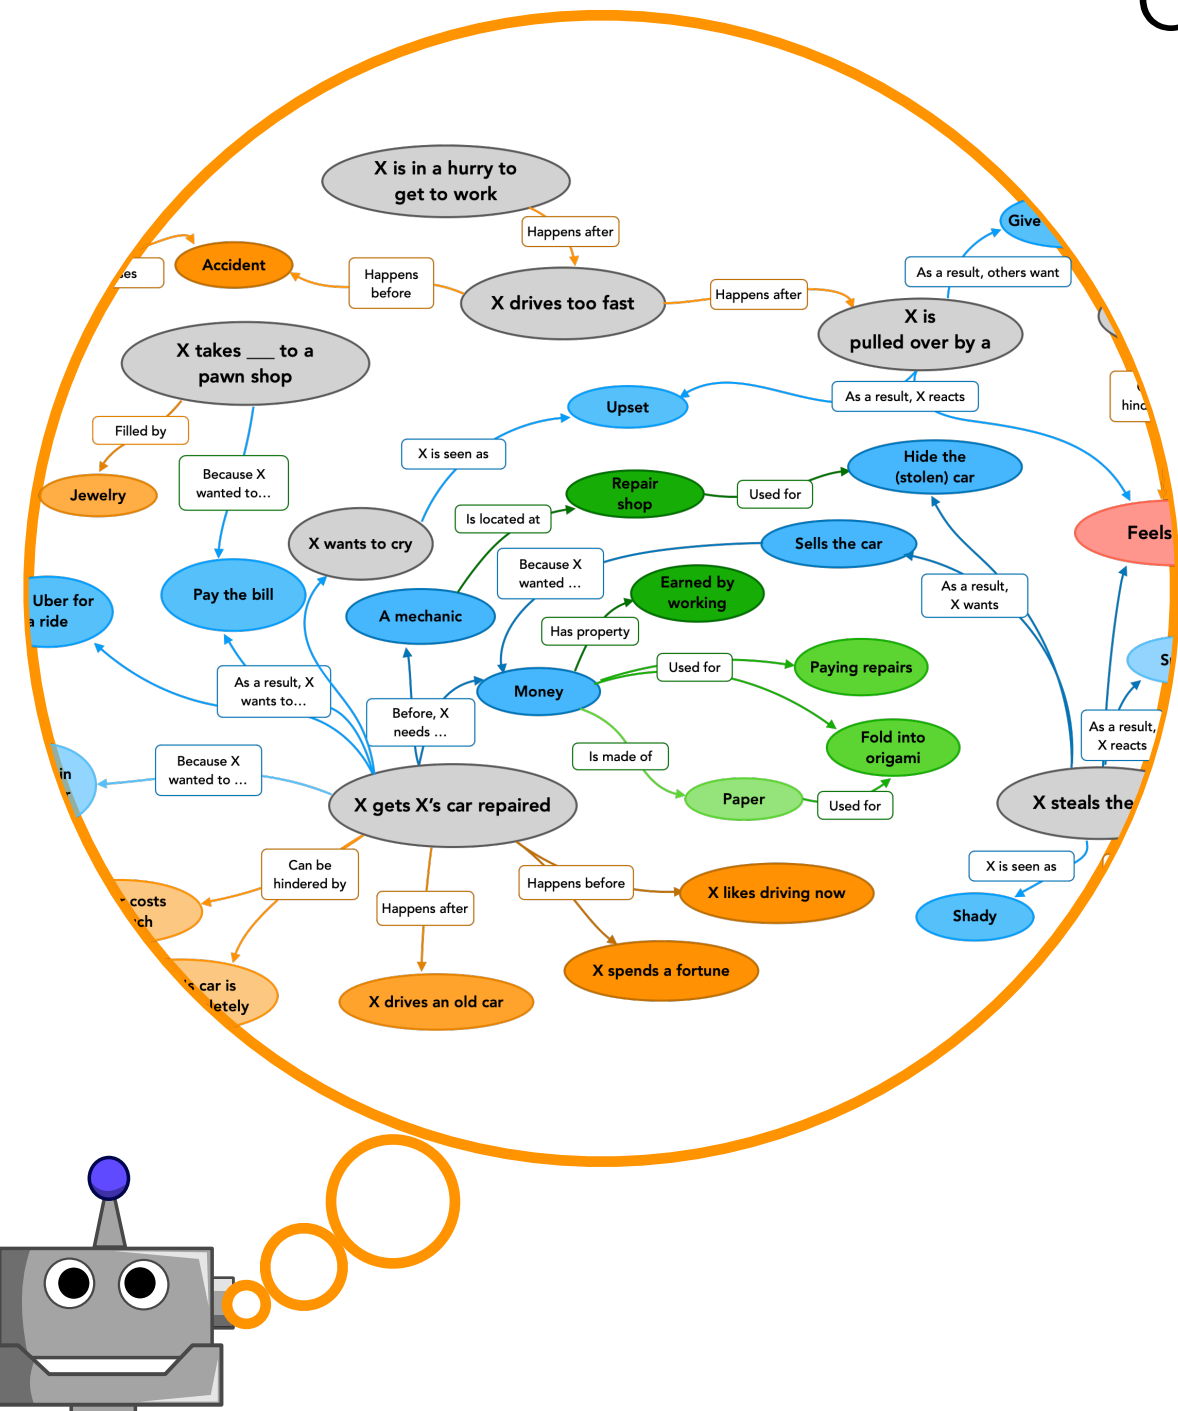 X is in a hurry to
get to work
Happens after
Give
Accident
Happens
before
X drives too fast
Happens after
As a result, others want
X is
pulled over by a
X takes ___ to a
pawn shop
As a result, X reacts
Upset
Filled by
X is seen as
Because X
wanted to...
Hide the
(stolen) car
Jewelry
Repair
shop
Used for
Is located at
Feels
X wants to cry
Sells the car
Because X
wanted ...
Earned by
working
As a result,
X wants
Pay the bill
Uber for
a ride
A mechanic
Has property
Used for
Paying repairs
As a result, X
wants to...
Money
Before, X
needs ...
Fold into
origami
As a result,
X reacts
Is made of
Because X
wanted to ...
in
Paper
Used for
X gets X's car repaired
X steals the
Can be
hindered by
X is seen as
Happens before
X likes driving now
costs
Happens after
Shady
X spends a fortune
car is
X drives an old car